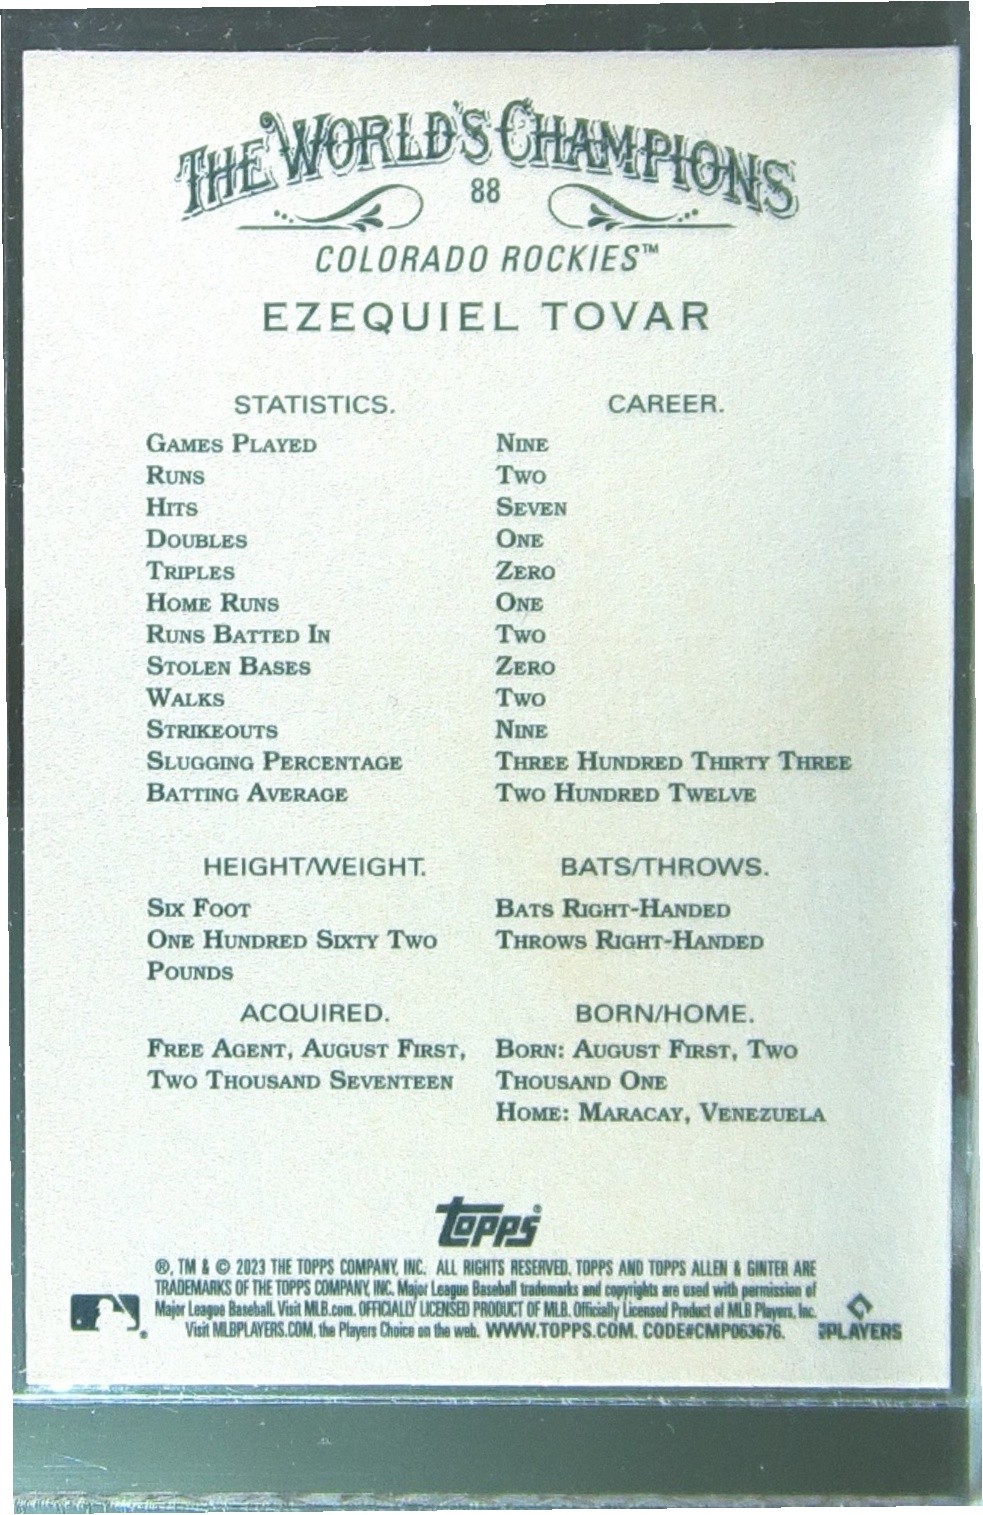 THE WORLD'S CHAMPIONS
88
COLORADO ROCKIES™
EZEQUIEL TOVAR
STATISTICS. CAREER.
GAMES PLAYED NINE
RUNS TWO
HITS SEVEN
DOUBLES ONE
TRIPLES ZERO
HOME RUNS ONE
RUNS BATTED IN TWO
STOLEN BASES ZERO
WALKS TWO
STRIKEOUTS NINE
SLUGGING PERCENTAGE THREE HUNDRED THIRTY THREE
BATTING AVERAGE TWO HUNDRED TWELVE
HEIGHT/WEIGHT. BATS/THROWS.
SIX FOOT BATS RIGHT-HANDED
ONE HUNDRED SIXTY TWO THROWS RIGHT-HANDED
POUNDS
ACQUIRED. BORN/HOME.
FREE AGENT, AUGUST FIRST, BORN: AUGUST FIRST, TWO
TWO THOUSAND SEVENTEEN THOUSAND ONE
HOME: MARACAY, VENEZUELA
Topps®
®, TM & © 2023 THE TOPPS COMPANY, INC. ALL RIGHTS RESERVED. TOPPS AND TOPPS ALLEN & GINTER ARE
TRADEMARKS OF THE TOPPS COMPANY, INC. Major League Baseball trademarks and copyrights are used with permission of
Major League Baseball. Visit MLB.com. OFFICIALLY LICENSED PRODUCT OF MLB. Officially Licensed Product of MLB Players, Inc.
Visit MLBPLAYERS.COM, the Players Choice on the web. WWW.TOPPS.COM. CODE#CMP063676.
PLAYERS